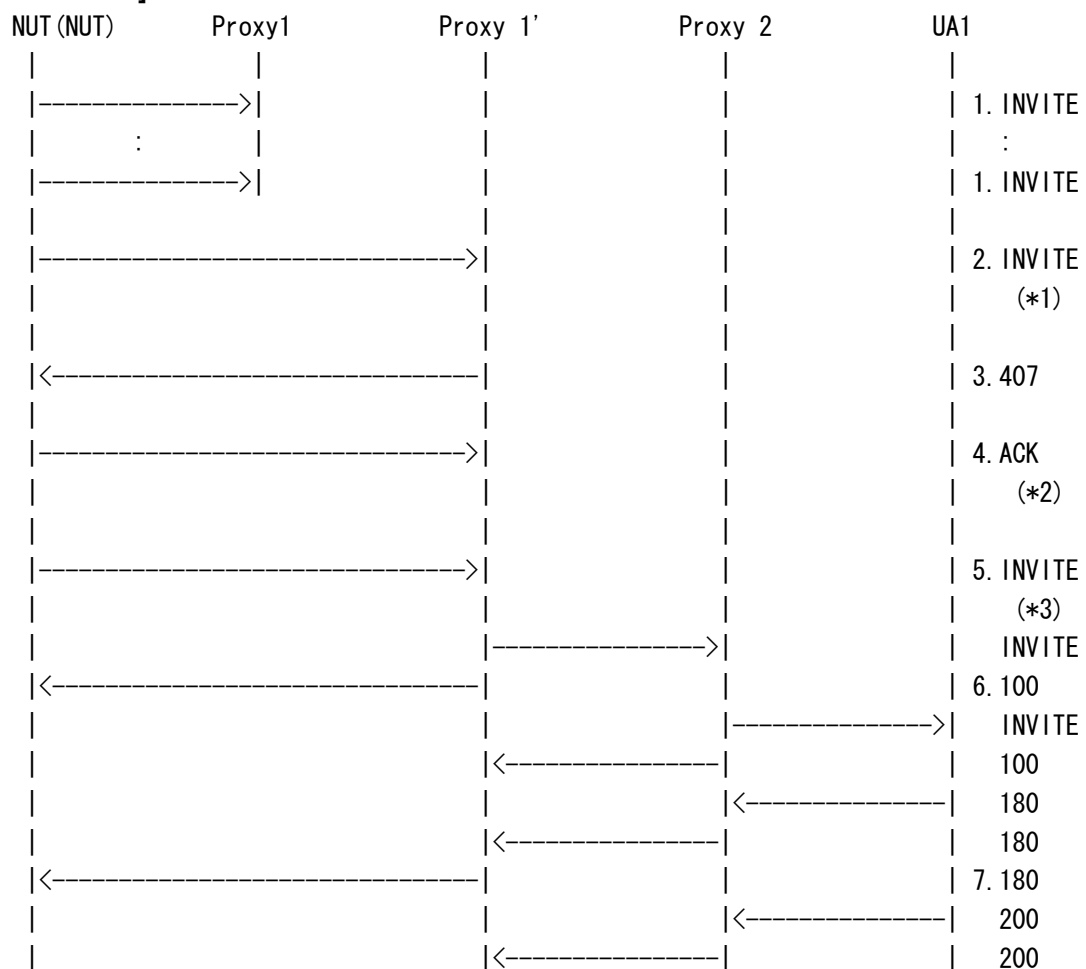 NUT(NUT) Proxy1 Proxy 1' Proxy 2 UA1
1. INVITE
: :
1. INVITE
2. INVITE
(*1)
3. 407
4. ACK
(*2)
5. INVITE
(*3)
INVITE
6. 100
INVITE
100
180
180
7. 180
200
200